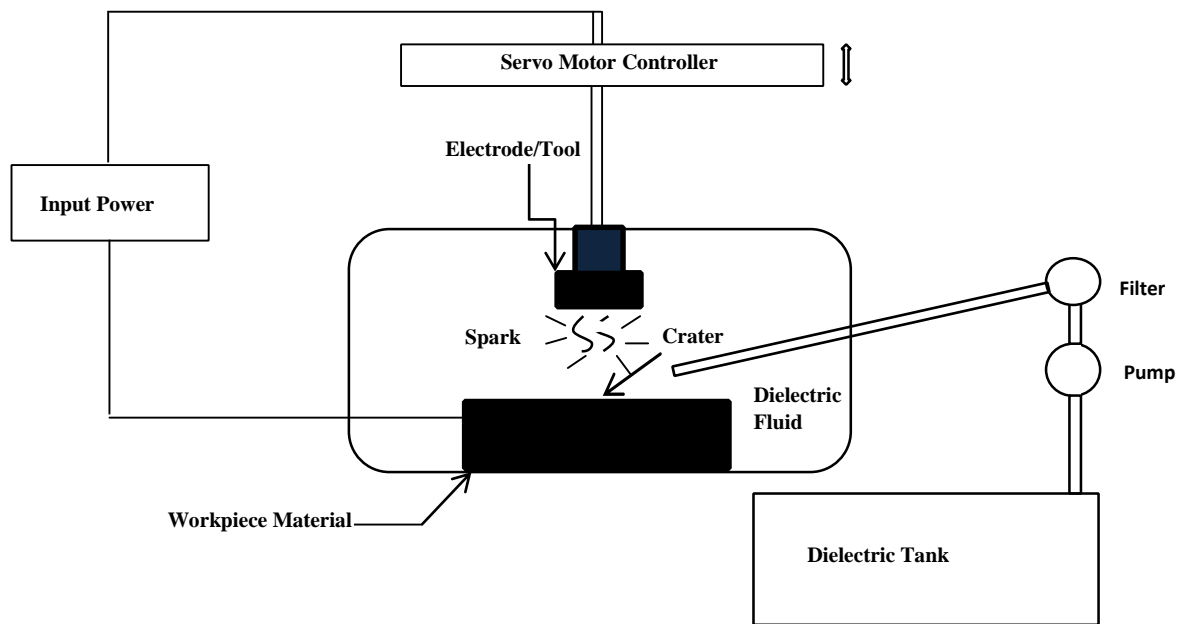 Servo Motor Controller
Electrode/Tool
Input Power
Filter
Spark
Crater
Pump
Dielectric
Fluid
Workpiece Material
Dielectric Tank